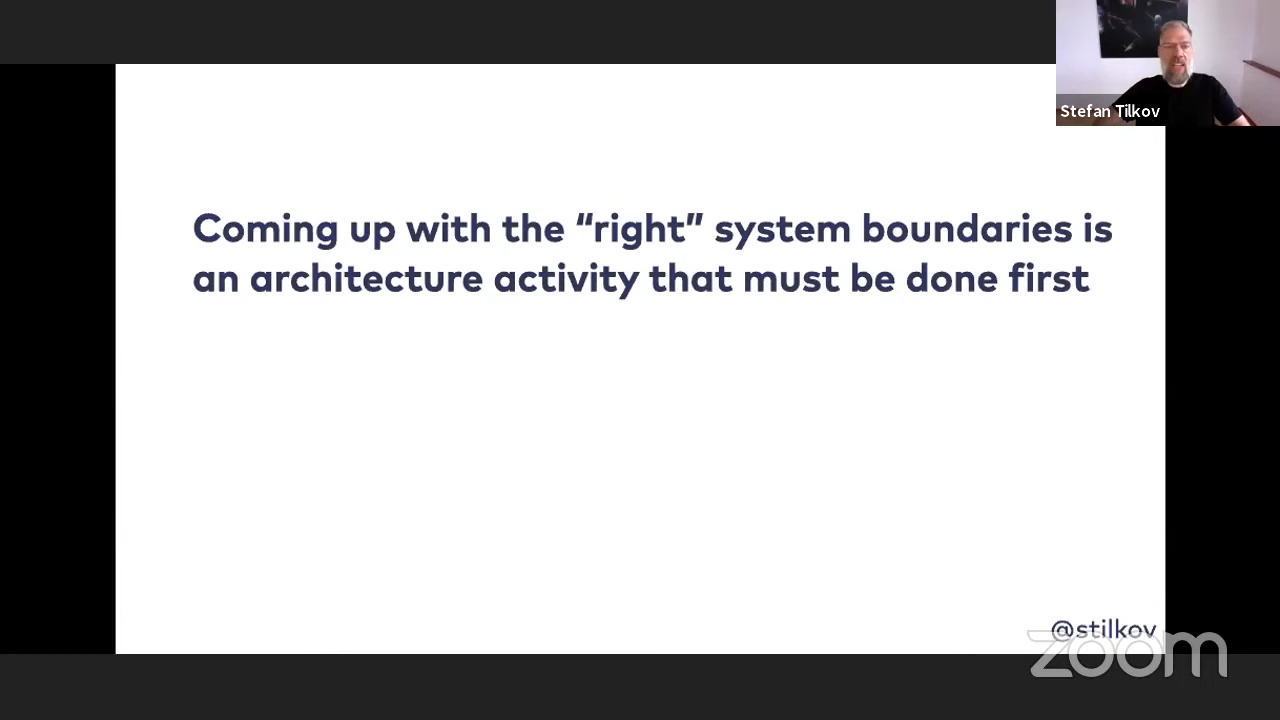 Stefan Tilkov
Coming up with the “right” system boundaries is
an architecture activity that must be done first
@stilkov
zoom